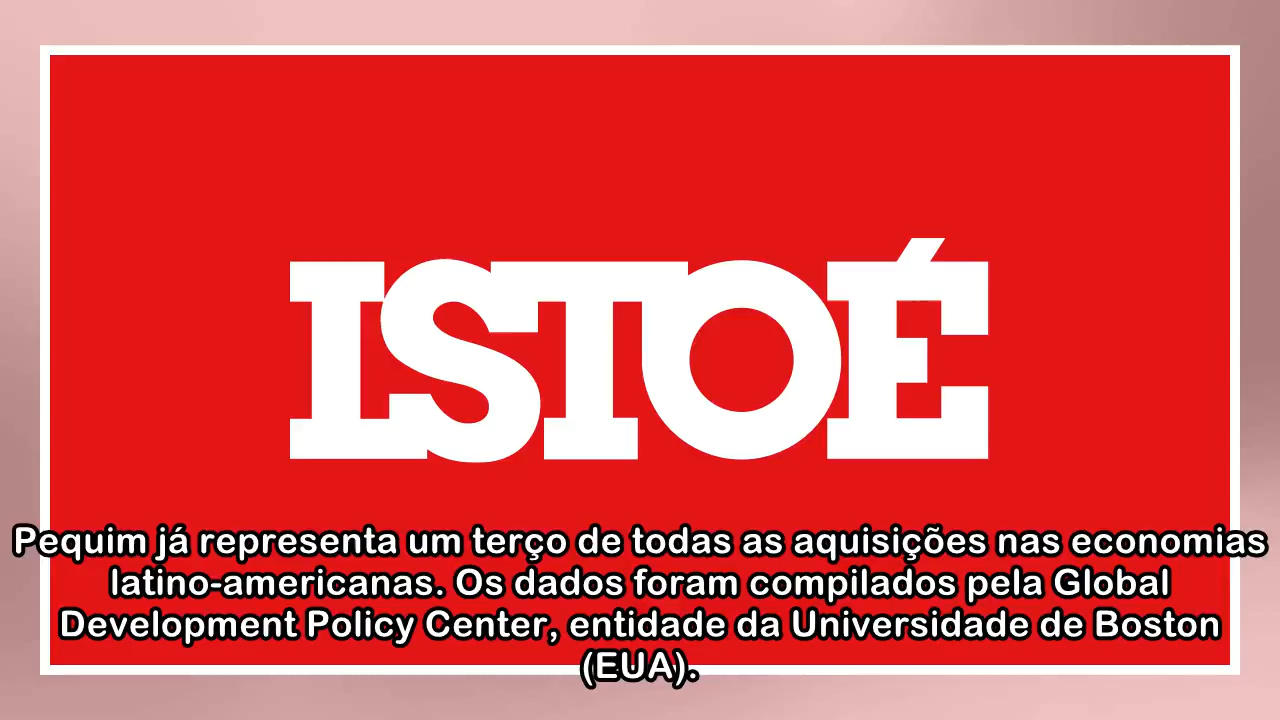 ISTOÉ
Pequim já representa um terço de todas as aquisições nas economias
latino-americanas. Os dados foram compilados pela Global
Development Policy Center, entidade da Universidade de Boston
(EUA).